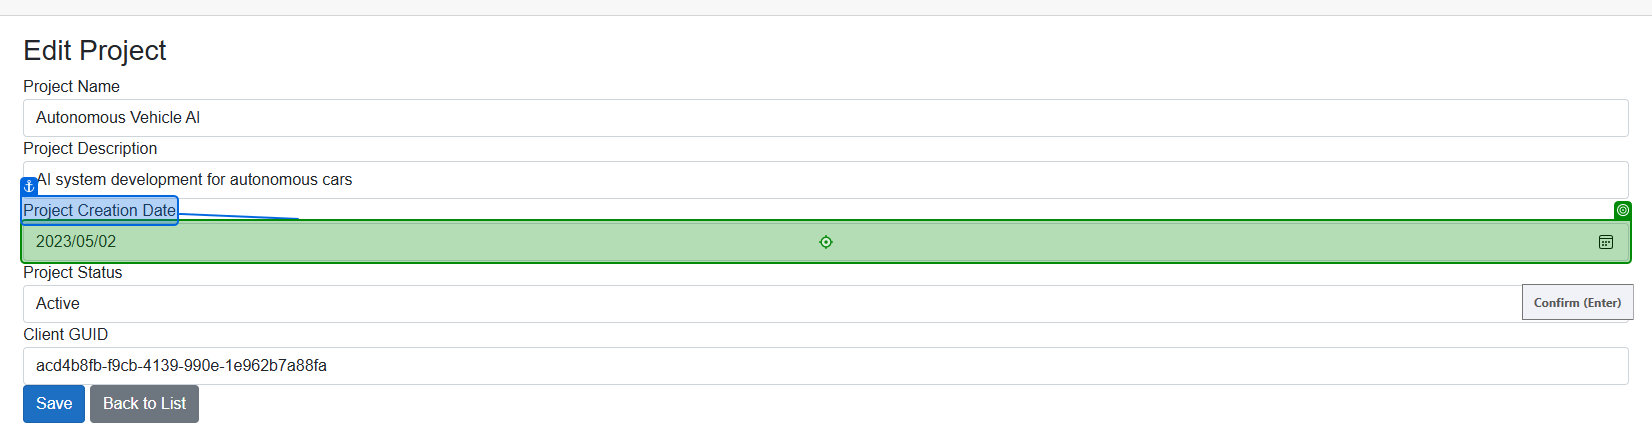 Edit Project
Project Name
Autonomous Vehicle AI
Project Description
AI system development for autonomous cars
Project Creation Date
2023/05/02
Project Status
Active
Confirm (Enter)
Client GUID
acd4b8fb-f9cb-4139-990e-1e962b7a88fa
Save Back to List